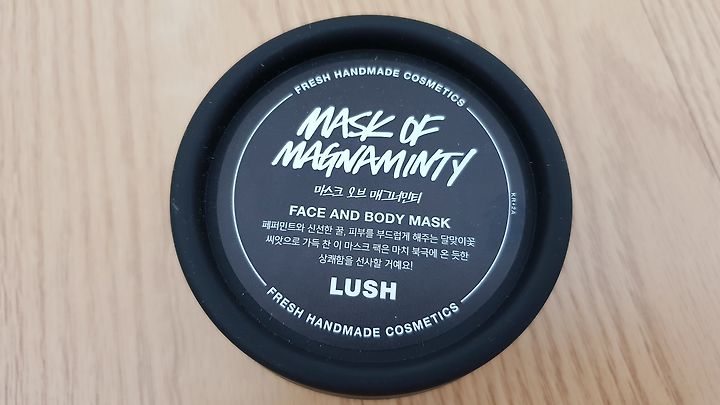 FRESH HANDMADE COSMETICS
MASK OF
MAGNAMINTY
마스크 오브 매그너민티
FACE AND BODY MASK
페퍼민트와 신선한 꿀, 피부를 부드럽게 해주는 달맞이꽃
씨앗으로 가득 찬 이 마스크 팩은 마치 북극에 온 듯한
상쾌함을 선사할 거예요!
LUSH
FRESH HANDMADE COSMETICS